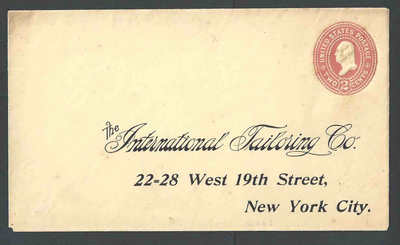 UNITED STATES POSTAGE
2
TWO CENTS
The International Tailoring Co.
22-28 West 19th Street,
New York City.